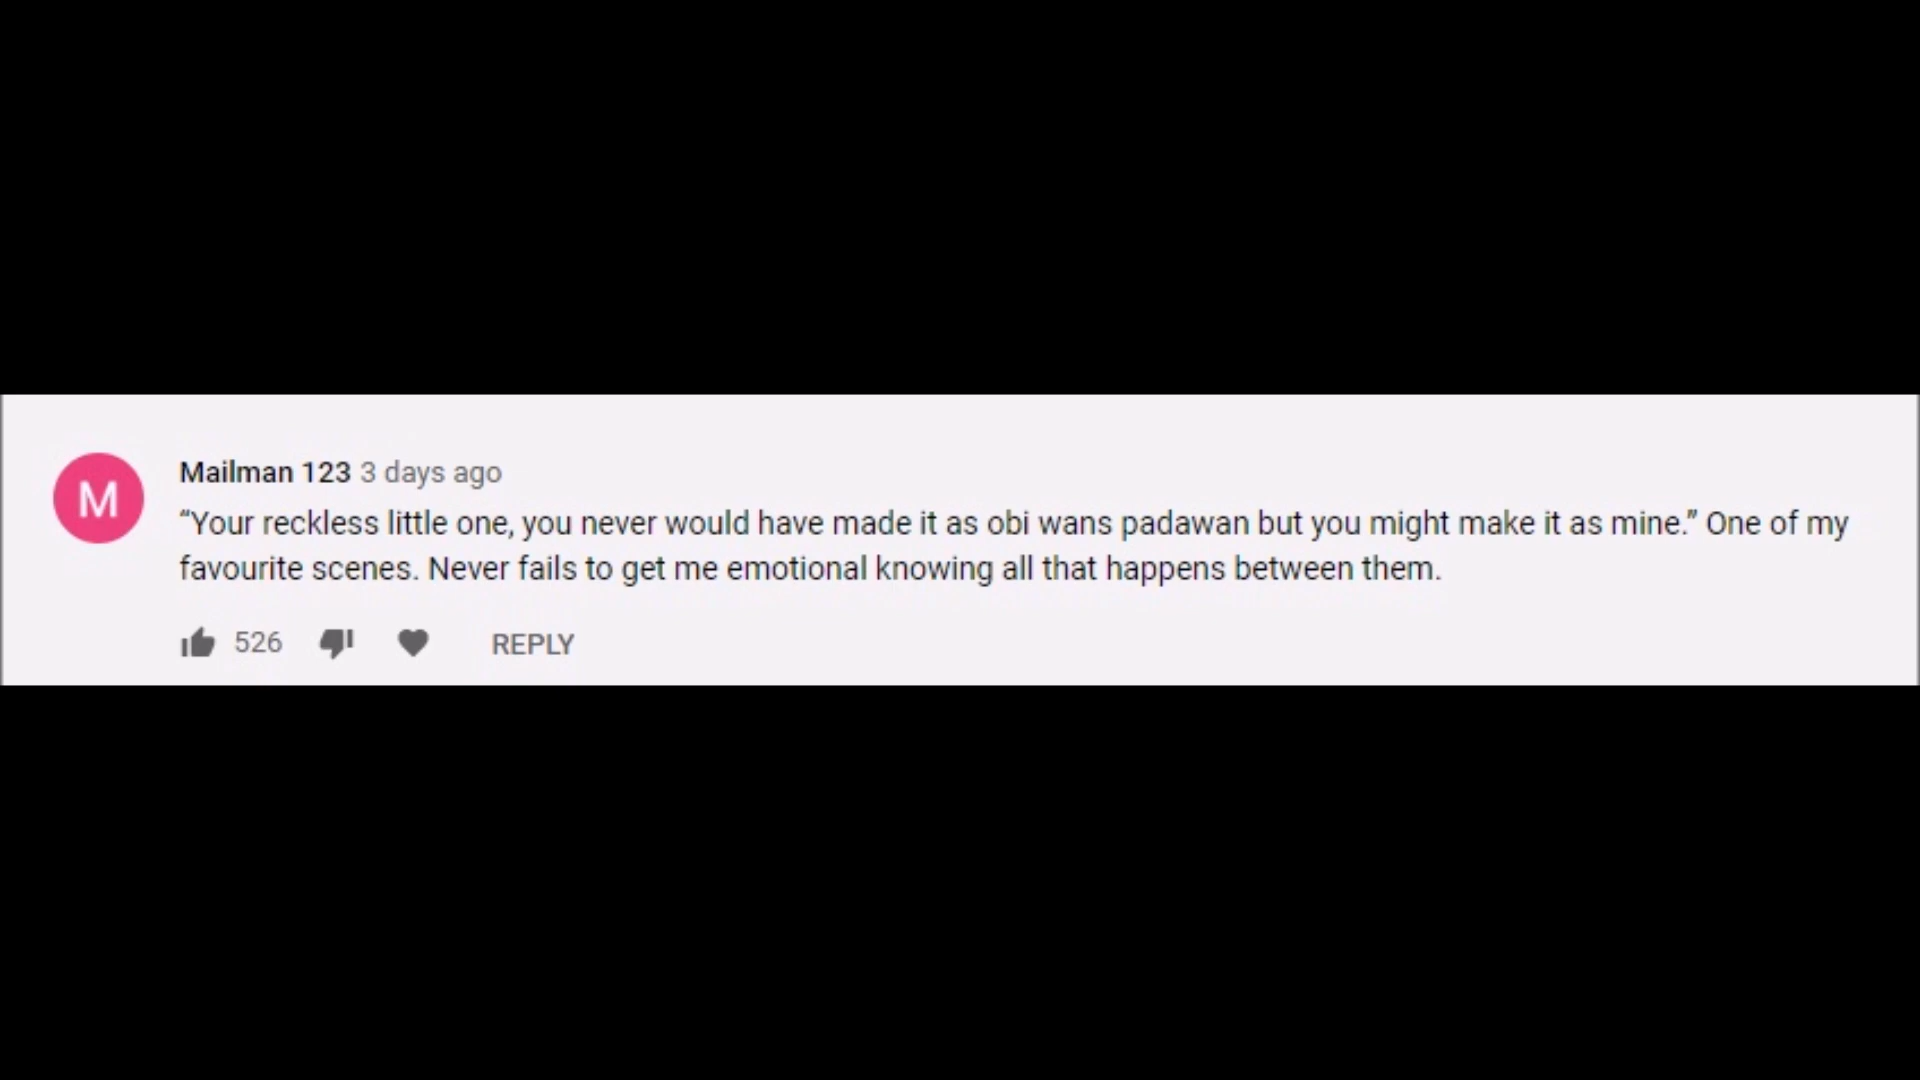 M
Mailman 123 3 days ago
“Your reckless little one, you never would have made it as obi wans padawan but you might make it as mine.” One of my
favourite scenes. Never fails to get me emotional knowing all that happens between them.
526 REPLY